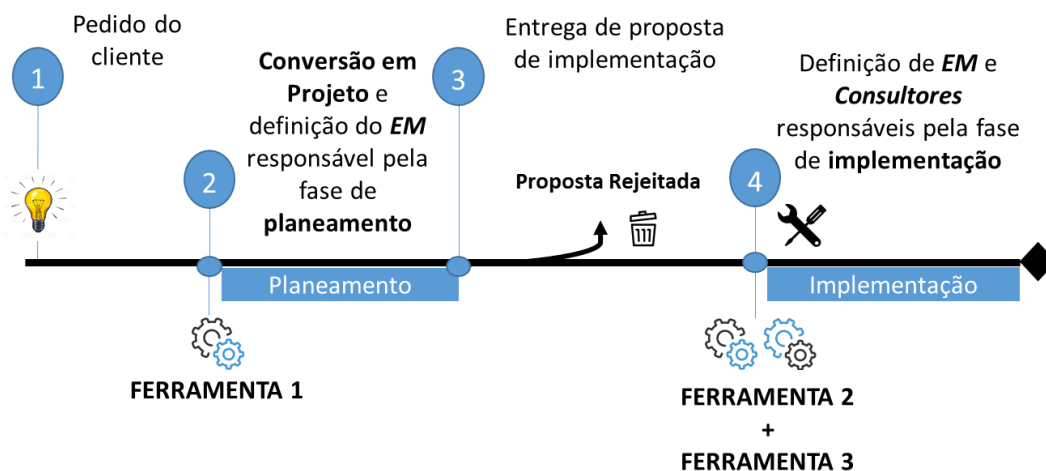 1
Pedido do
cliente
2
Conversão em
Projeto e
definição do EM
responsável pela
fase de
planeamento
3
Entrega de proposta
de implementação
Proposta Rejeitada
4
Definição de EM e
Consultores
responsáveis pela fase
de implementação
Planeamento
Implementação
FERRAMENTA 1
FERRAMENTA 2
+
FERRAMENTA 3